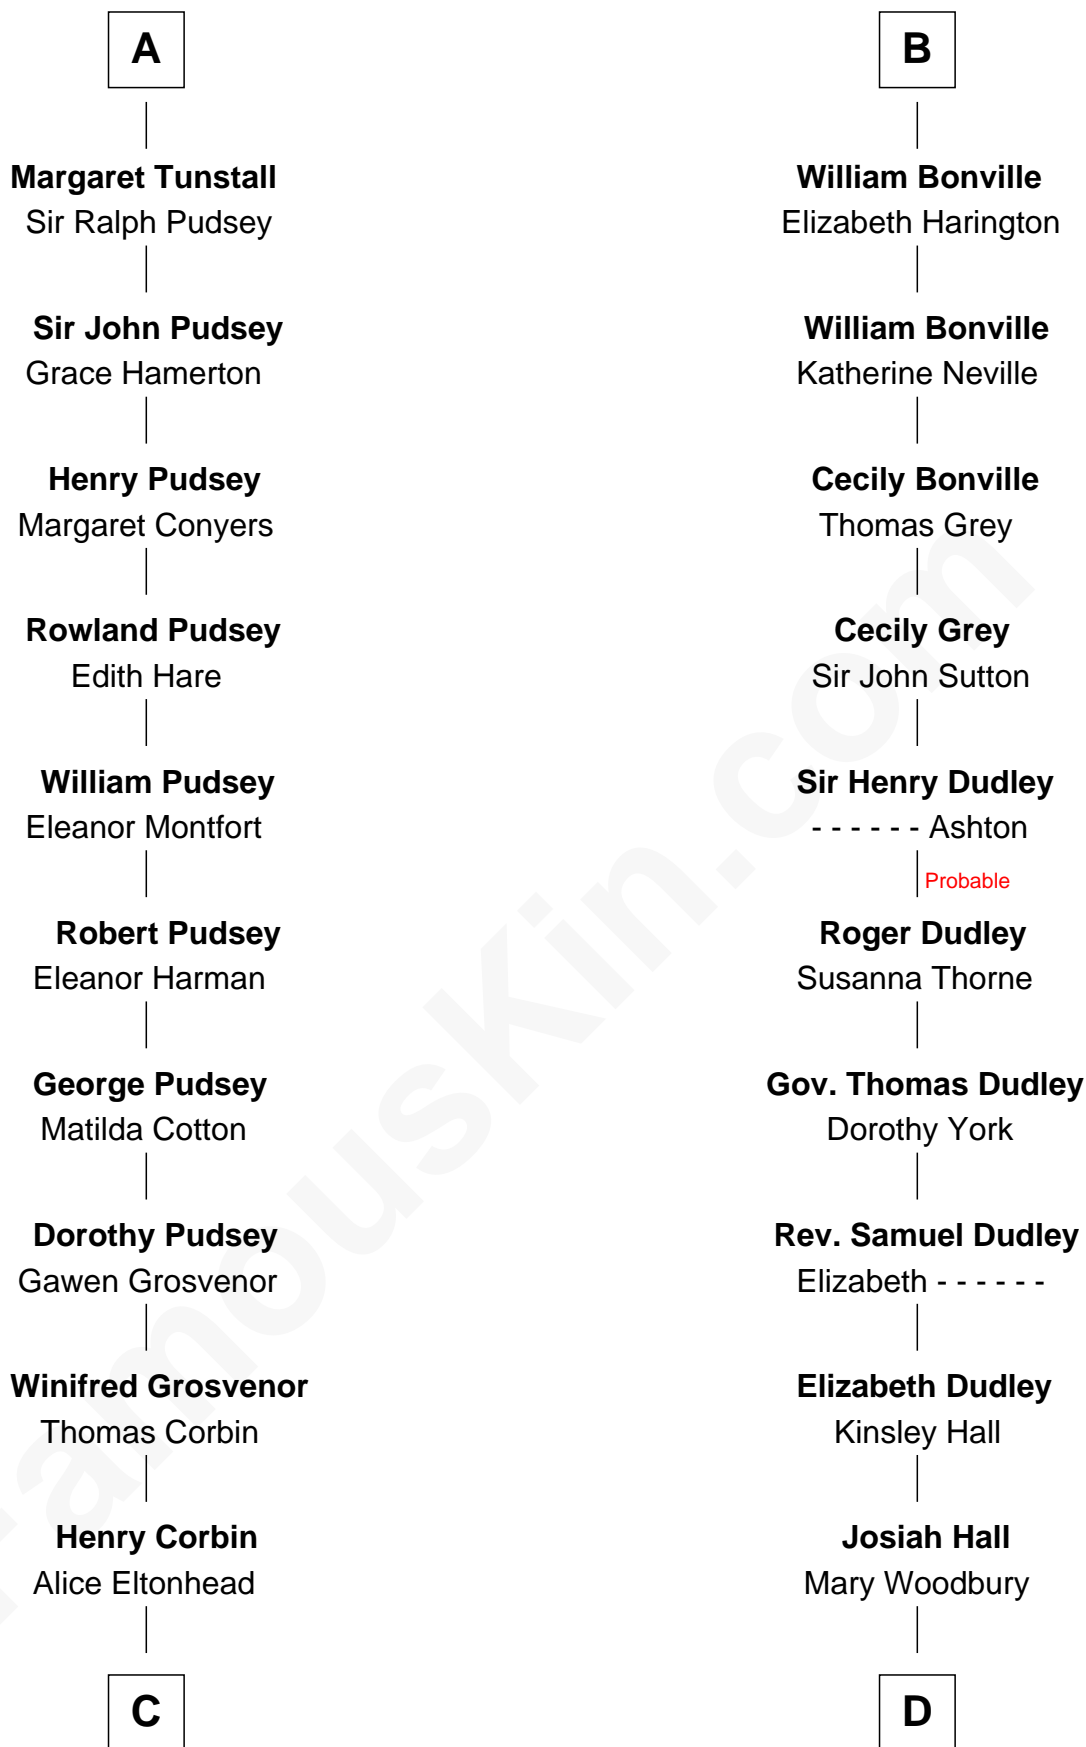 A
Margaret Tunstall
Sir Ralph Pudsey
Sir John Pudsey
Grace Hamerton
Henry Pudsey
Margaret Conyers
Rowland Pudsey
Edith Hare
William Pudsey
Eleanor Montfort
Robert Pudsey
Eleanor Harman
George Pudsey
Matilda Cotton
Dorothy Pudsey
Gawen Grosvenor
Winifred Grosvenor
Thomas Corbin
Henry Corbin
Alice Eltonhead
C
B
William Bonville
Elizabeth Harington
William Bonville
Katherine Neville
Cecily Bonville
Thomas Grey
Cecily Grey
Sir John Sutton
Sir Henry Dudley
- - - - - - Ashton
Probable
Roger Dudley
Susanna Thorne
Gov. Thomas Dudley
Dorothy York
Rev. Samuel Dudley
Elizabeth - - - - - -
Elizabeth Dudley
Kinsley Hall
Josiah Hall
Mary Woodbury
D
FamousKin.com